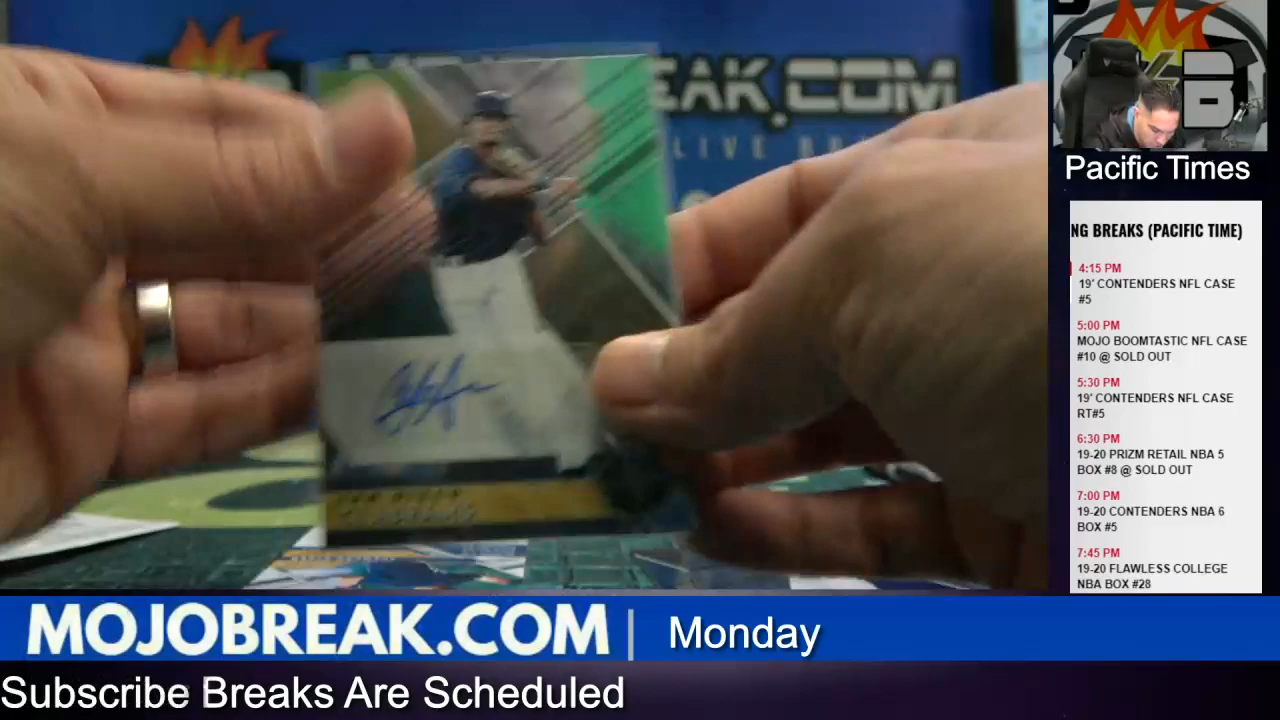 EAK.COM
LIVE
Pacific Times
NG BREAKS (PACIFIC TIME)
4:15 PM
19' CONTENDERS NFL CASE
#5
5:00 PM
MOJO BOOMTASTIC NFL CASE
#10 @ SOLD OUT
5:30 PM
19' CONTENDERS NFL CASE
RT#5
6:30 PM
19-20 PRIZM RETAIL NBA 5
BOX #8 @ SOLD OUT
7:00 PM
19-20 CONTENDERS NBA 6
BOX #5
7:45 PM
19-20 FLAWLESS COLLEGE
NBA BOX #28
MOJOBREAK.COM | Monday
Subscribe Breaks Are Scheduled